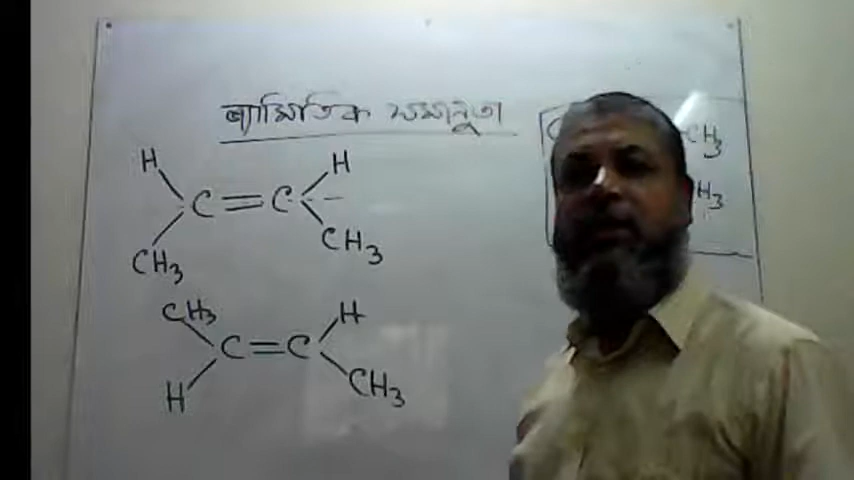 জ্যামিতিক সমানুতা
H H
C = C
CH3 CH3
CH3 H
C = C
H CH3
CH3
H3